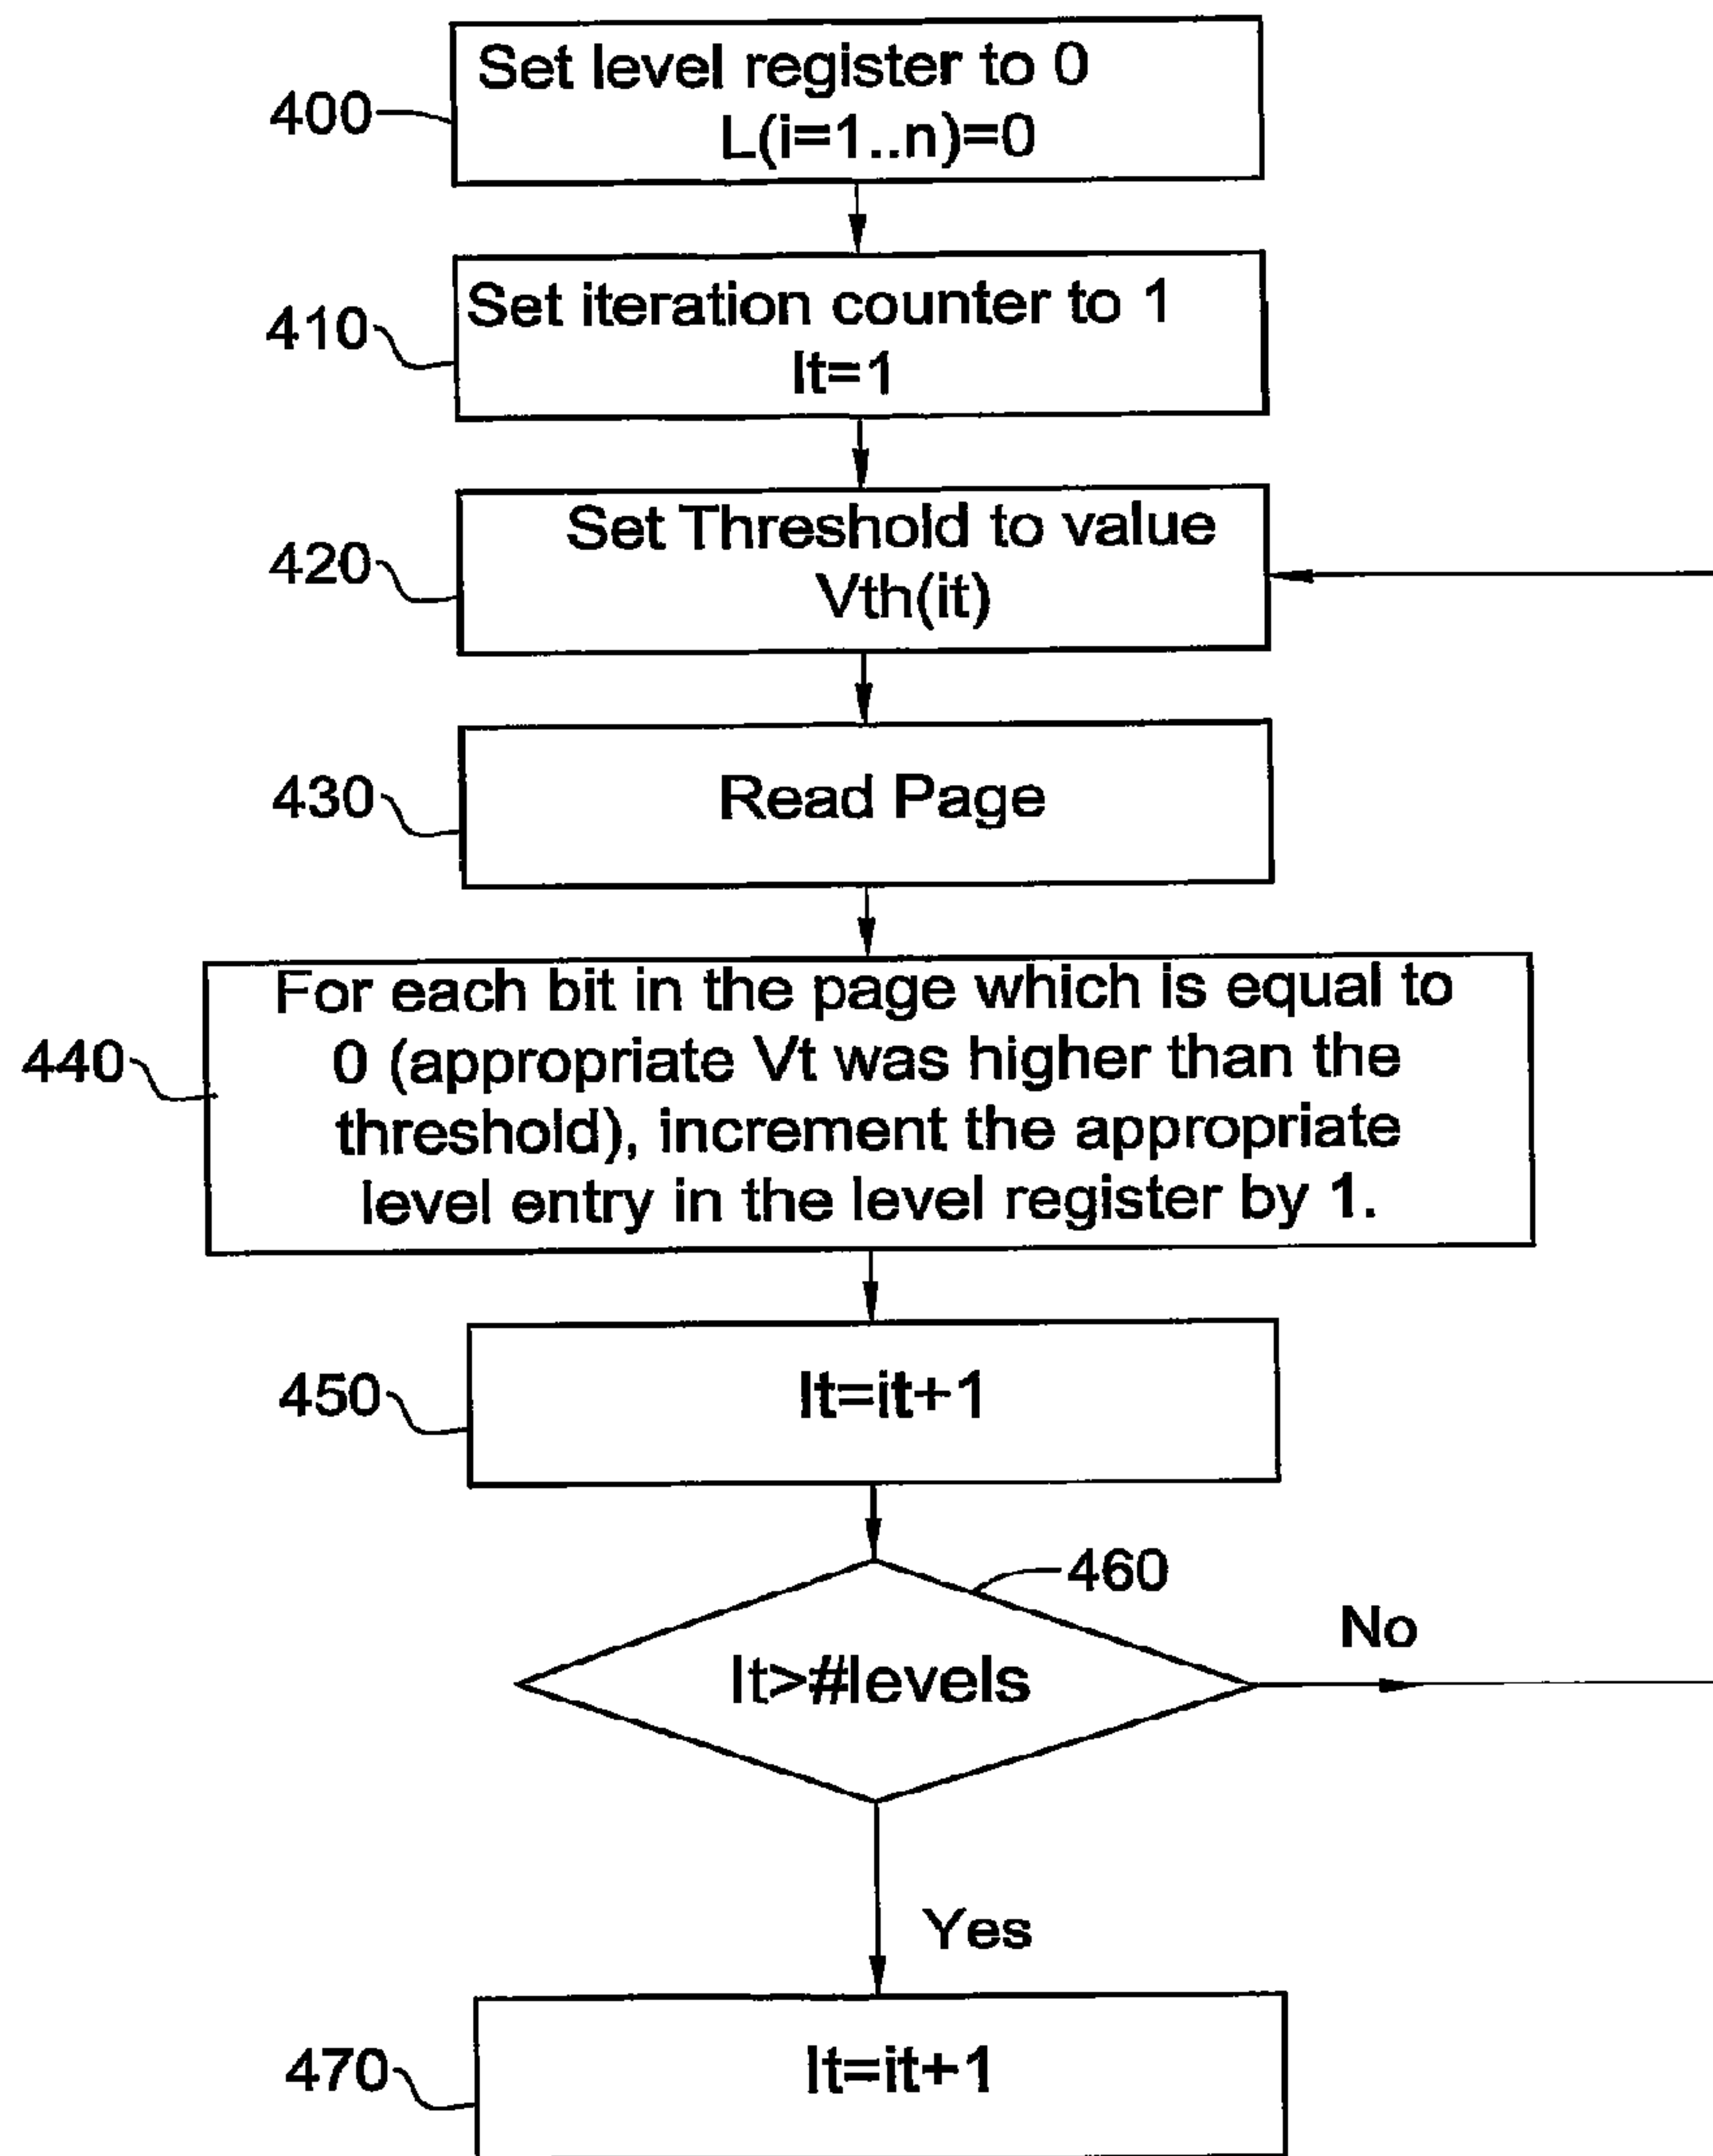 Set level register to 0
L(i=1..n)=0
400
Set iteration counter to 1
It=1
410
Set Threshold to value
Vth(it)
420
Read Page
430
For each bit in the page which is equal to
0 (appropriate Vt was higher than the
threshold), increment the appropriate
level entry in the level register by 1.
440
It=it+1
450
460
It>#levels
No
Yes
It=it+1
470